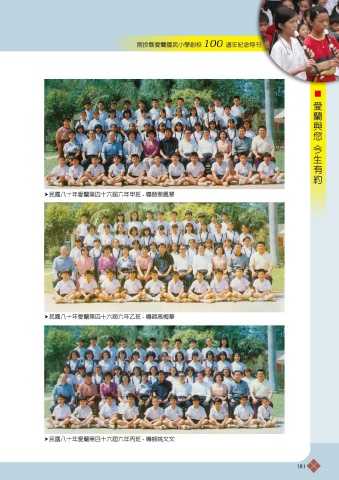 南投縣愛蘭國民小學創校 100 週年紀念特刊
愛蘭與您 今生有約
➤民國八十年愛蘭第四十六屆六年甲班，導師蔡鳳琴
➤民國八十年愛蘭第四十六屆六年乙班，導師高梅華
➤民國八十年愛蘭第四十六屆六年丙班，導師姚文文
181